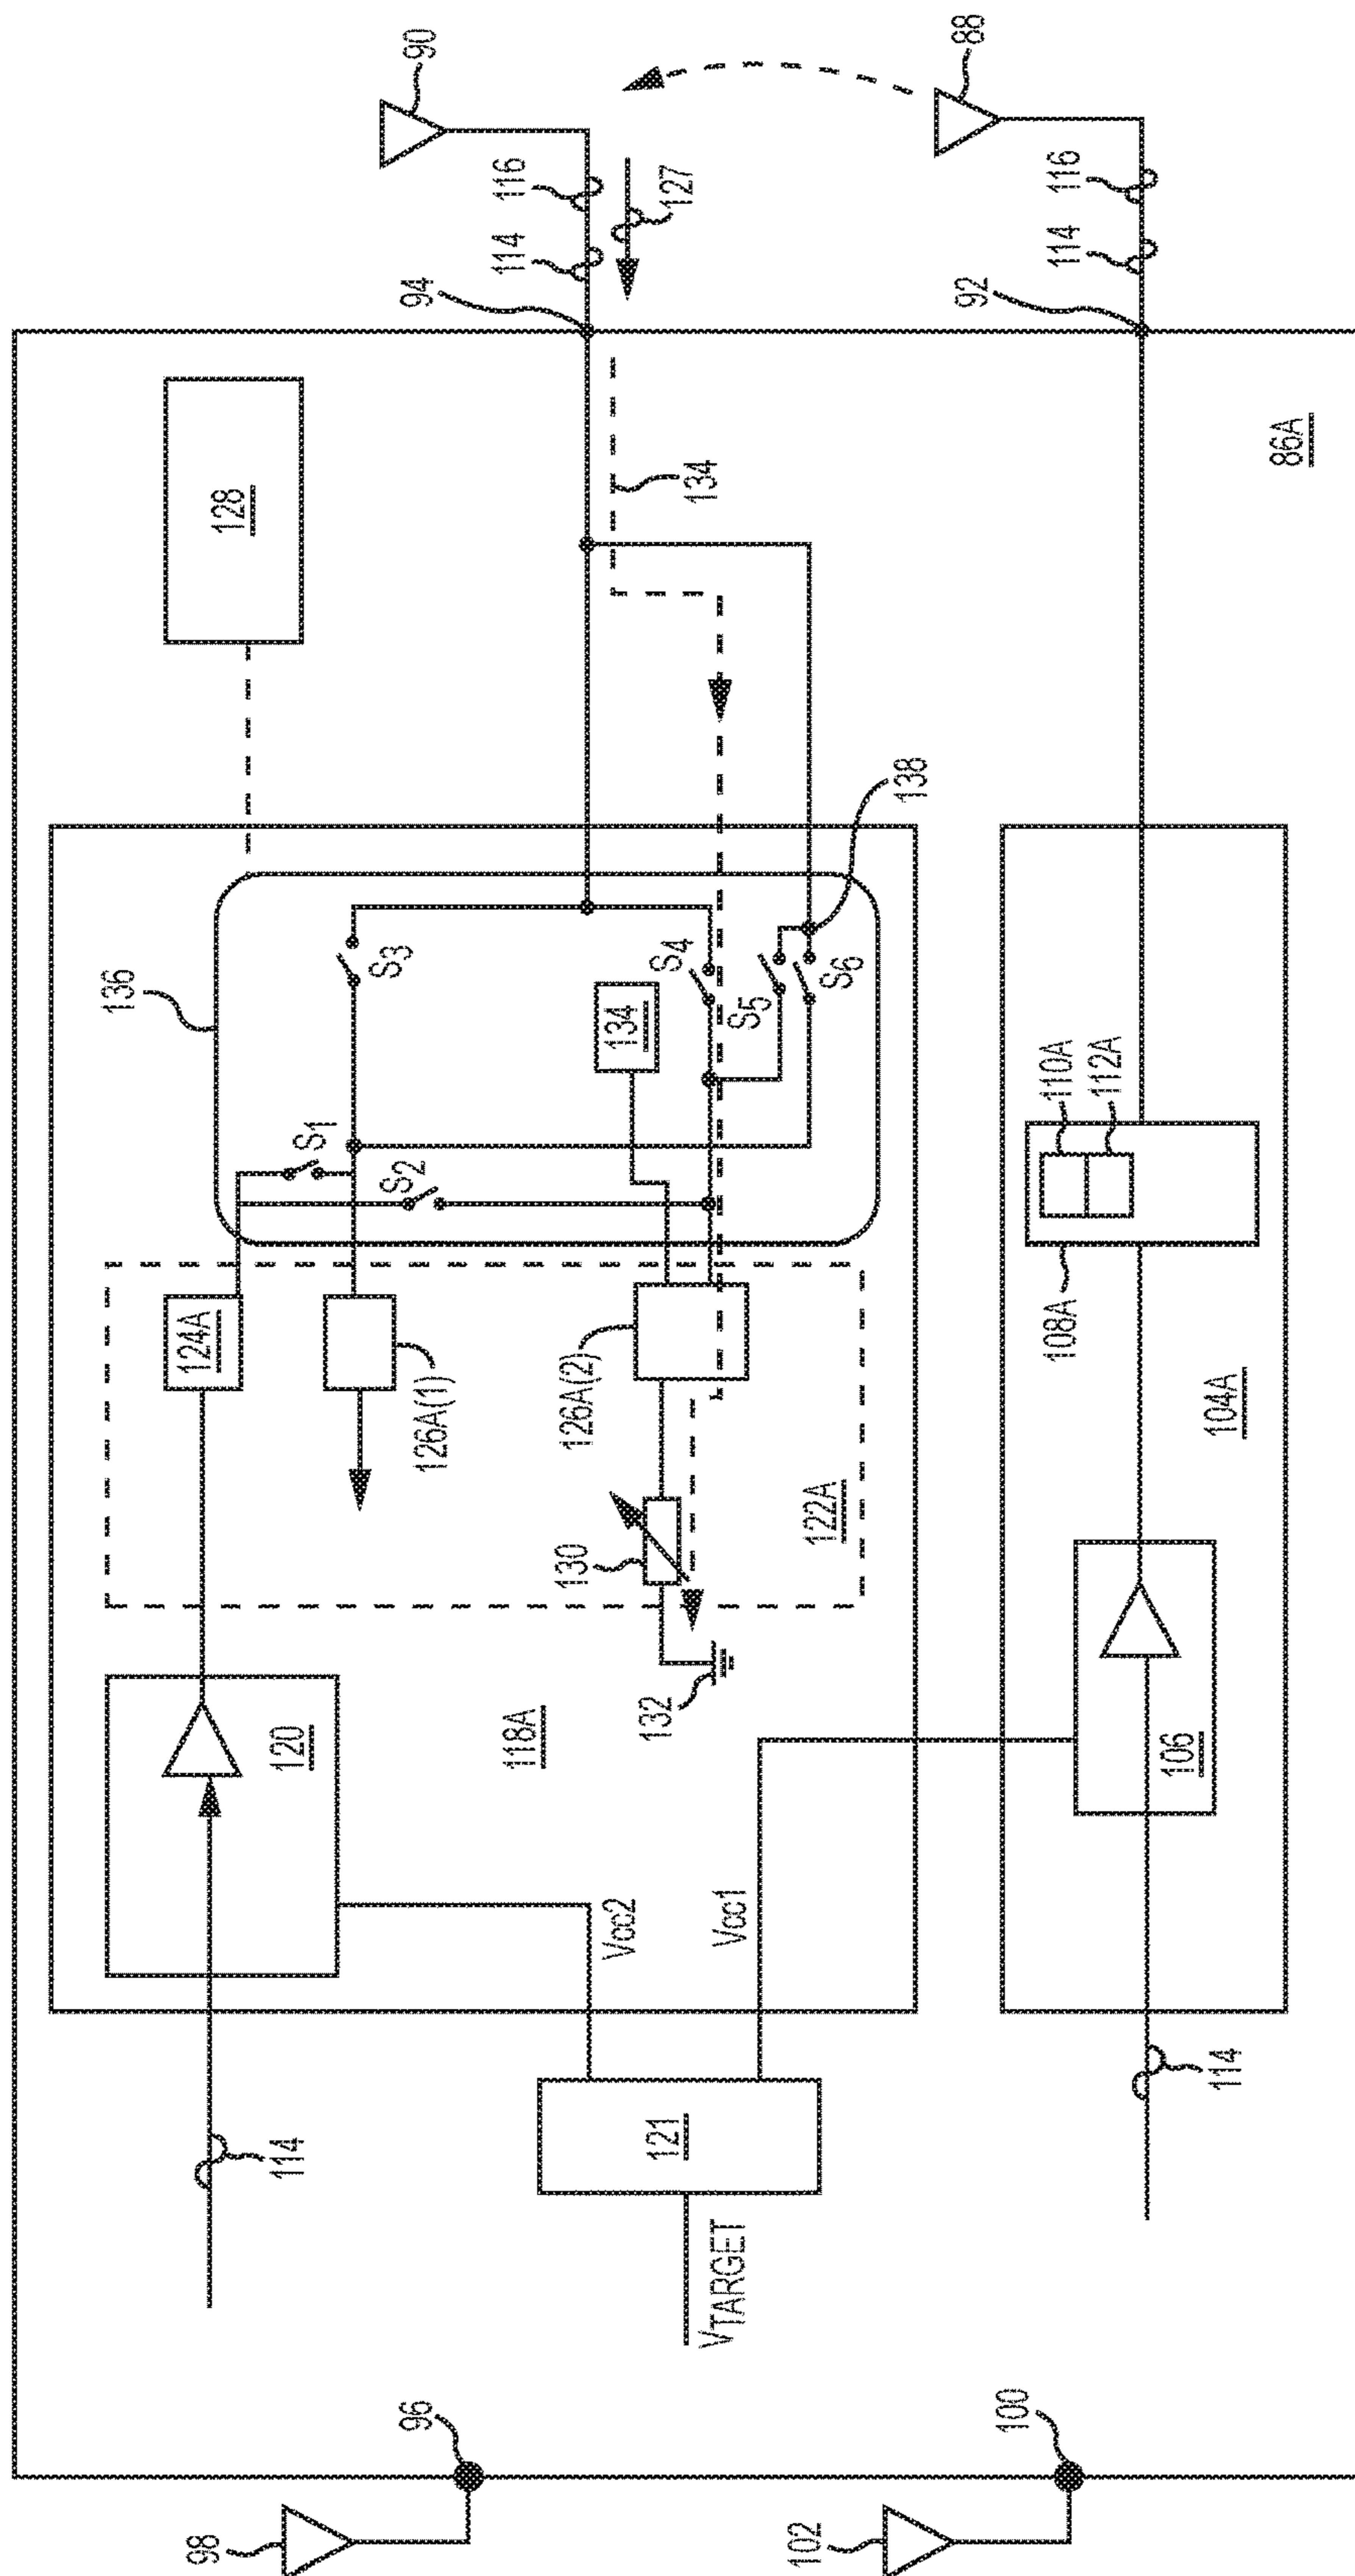 90
88
116
114
94
127
116
114
92
128
134
86A
136
S3
134
S4
S5
S6
138
S1
S2
110A
112A
108A
104A
124A
126A(1)
126A(2)
130
122A
132
120
118A
106
Vcc2
Vcc1
114
121
114
VTARGET
96
100
98
102